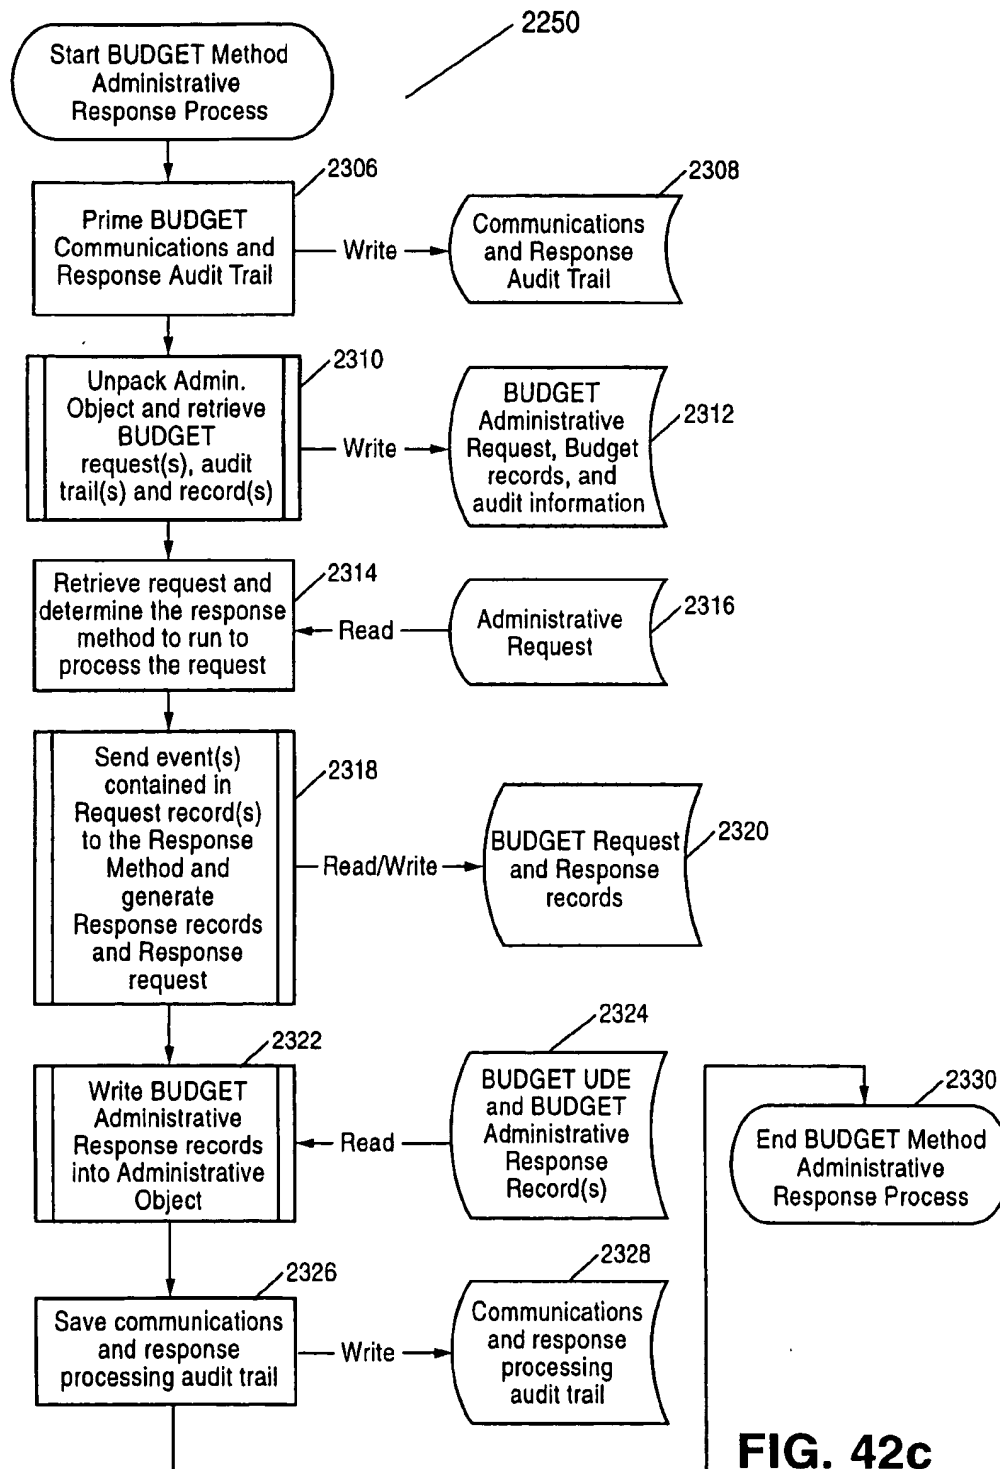 2250
Start BUDGET Method
Administrative
Response Process
2306
Prime BUDGET
Communications and
Response Audit Trail
Write
2308
Communications
and Response
Audit Trail
2310
Unpack Admin.
Object and retrieve
BUDGET
request(s), audit
trail(s) and record(s)
Write
BUDGET
Administrative
Request, Budget
records, and
audit information
2312
2314
Retrieve request and
determine the response
method to run to
process the request
Read
Administrative
Request
2316
Send event(s)
contained in
Request record(s)
to the Response
Method and
generate
Response records
and Response
request
2318
Read/Write
BUDGET Request
and Response
records
2320
2322
Write BUDGET
Administrative
Response records
into Administrative
Object
Read
2324
BUDGET UDE
and BUDGET
Administrative
Response
Record(s)
2326
Save communications
and response
processing audit trail
Write
2328
Communications
and response
processing
audit trail
2330
End BUDGET Method
Administrative
Response Process
FIG. 42c